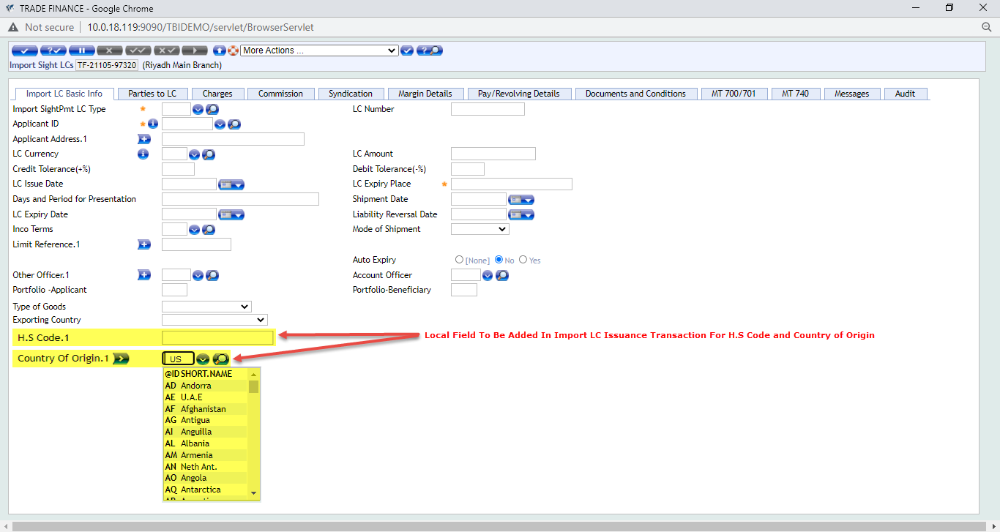 TRADE FINANCE - Google Chrome
Not secure 10.0.18.119:9090/TBIDEMO/servlet/BrowserServlet
More Actions ...
Import Sight LCs TF-21105-97320 (Riyadh Main Branch)
Import LC Basic Info Parties to LC Charges Commission Syndication Margin Details Pay/Revolving Details Documents and Conditions MT 700/701 MT 740 Messages Audit
Import SightPmt LC Type LC Number
Applicant ID
Applicant Address.1
LC Currency LC Amount
Credit Tolerance(+%) Debit Tolerance(-%)
LC Issue Date LC Expiry Place
Days and Period for Presentation Shipment Date
LC Expiry Date Liability Reversal Date
Inco Terms Mode of Shipment
Limit Reference.1
Auto Expiry [None] No Yes
Other Officer.1 Account Officer
Portfolio -Applicant Portfolio-Beneficiary
Type of Goods
Exporting Country
H.S Code.1 Local Field To Be Added In Import LC Issuance Transaction For H.S Code and Country of Origin
Country Of Origin.1 US
@ID SHORT.NAME
AD Andorra
AE U.A.E
AF Afghanistan
AG Antigua
AI Anguilla
AL Albania
AM Armenia
AN Neth Ant.
AO Angola
AQ Antarctica